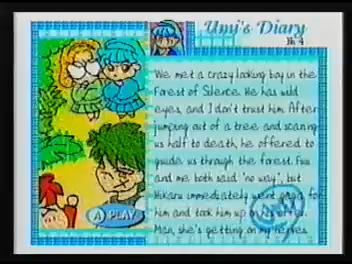 Umi's Diary
№ 4
We met a crazy looking boy in the
Forest of Silence. He has wild
eyes, and I don't trust him. After
jumping out of a tree and scaring
us half to death, he offered to
guide us through the forest. Fuu
and me both said "no way", but
Hikaru immediately went gaga for
him and took him up on his offer.
Man, she's getting on my nerves
A PLAY